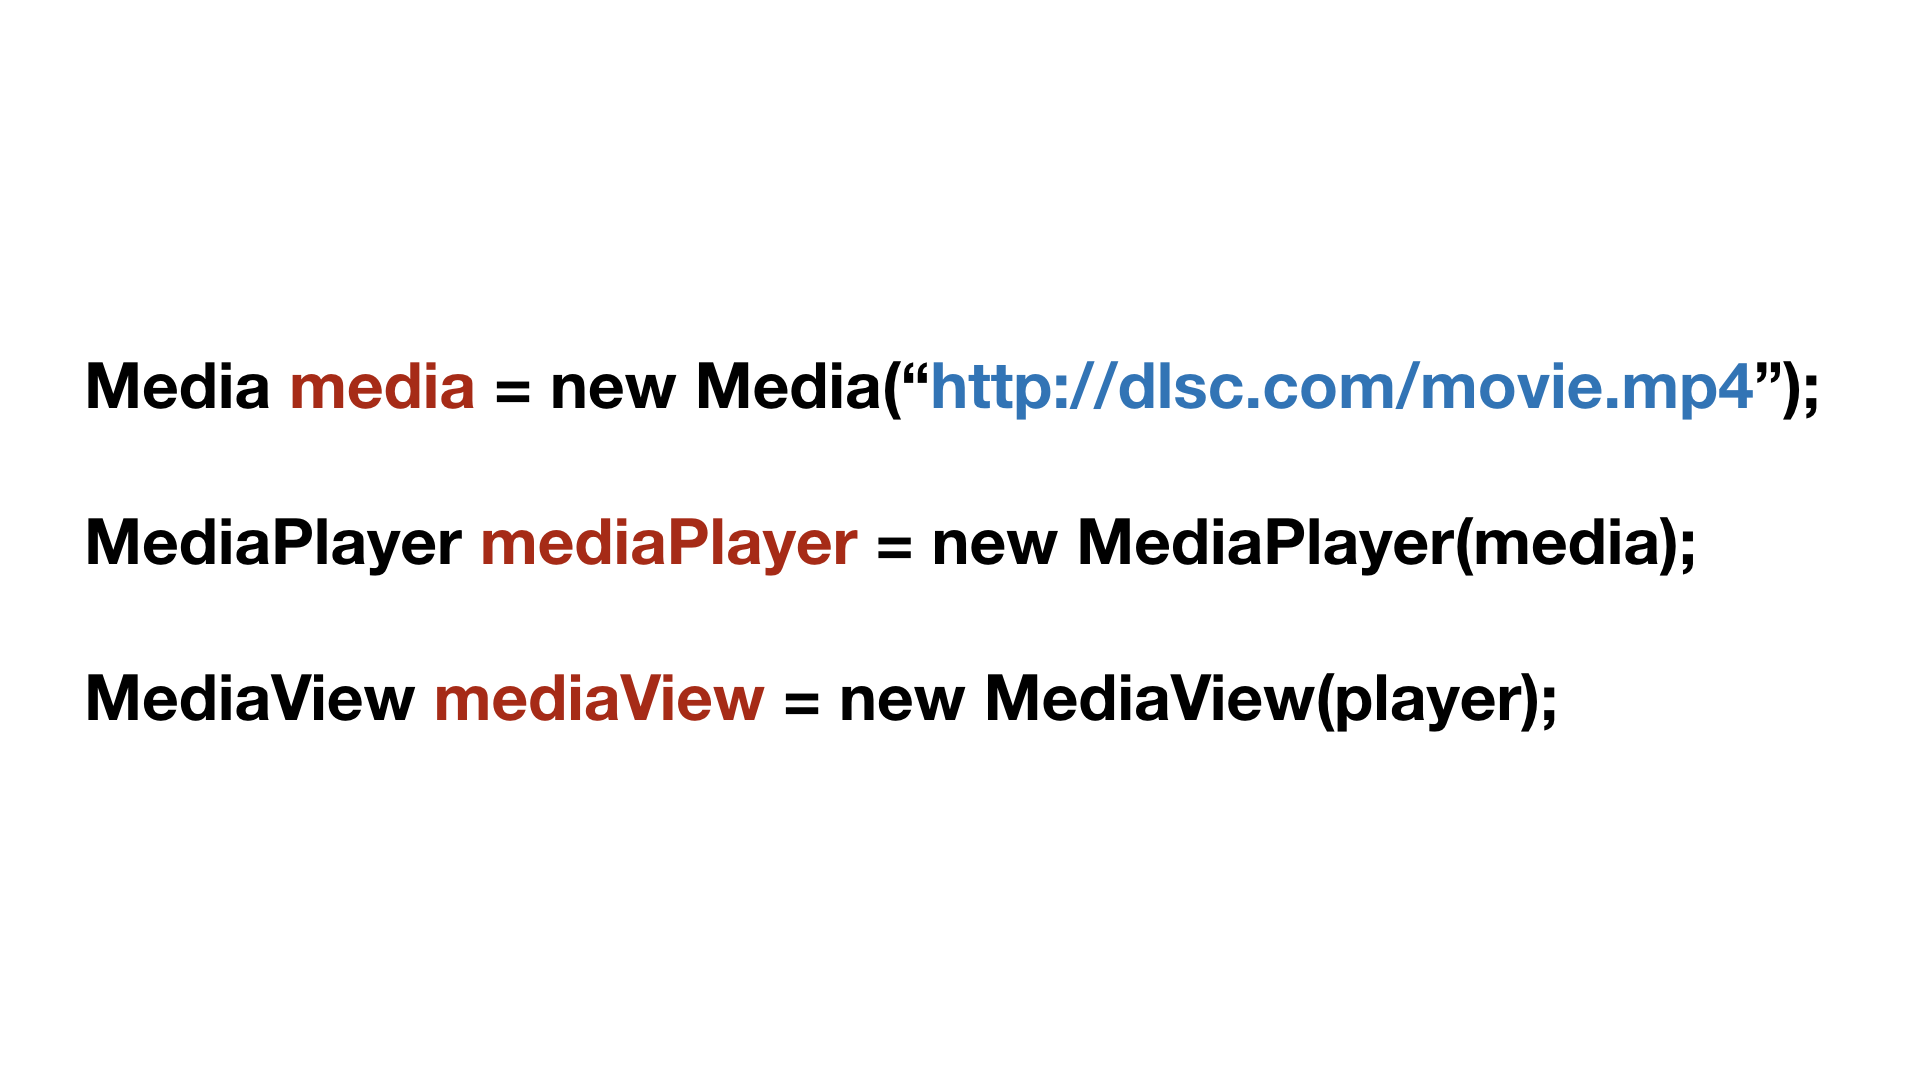 Media media = new Media(“http://dlsc.com/movie.mp4”);
MediaPlayer mediaPlayer = new MediaPlayer(media);
MediaView mediaView = new MediaView(player);